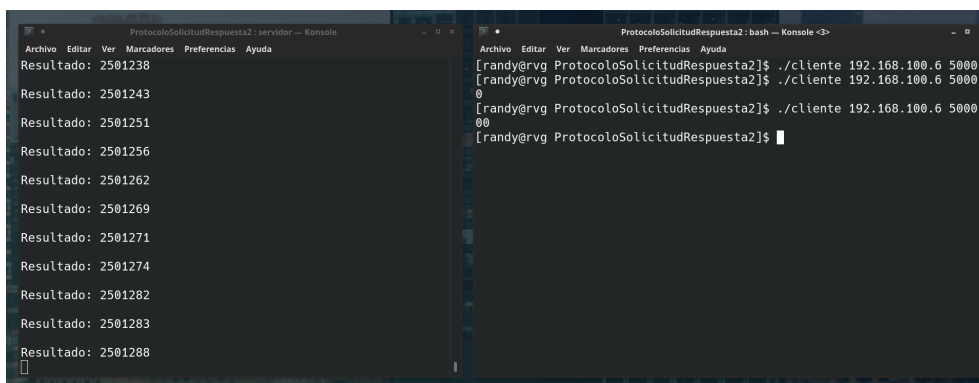 ProtocoloSolicitudRespuesta2 : servidor — Konsole
Archivo Editar Ver Marcadores Preferencias Ayuda
Resultado: 2501238
Resultado: 2501243
Resultado: 2501251
Resultado: 2501256
Resultado: 2501262
Resultado: 2501269
Resultado: 2501271
Resultado: 2501274
Resultado: 2501282
Resultado: 2501283
Resultado: 2501288
ProtocoloSolicitudRespuesta2 : bash — Konsole <3>
Archivo Editar Ver Marcadores Preferencias Ayuda
[randy@rvg ProtocoloSolicitudRespuesta2]$ ./cliente 192.168.100.6 5000
[randy@rvg ProtocoloSolicitudRespuesta2]$ ./cliente 192.168.100.6 5000
0
[randy@rvg ProtocoloSolicitudRespuesta2]$ ./cliente 192.168.100.6 5000
00
[randy@rvg ProtocoloSolicitudRespuesta2]$